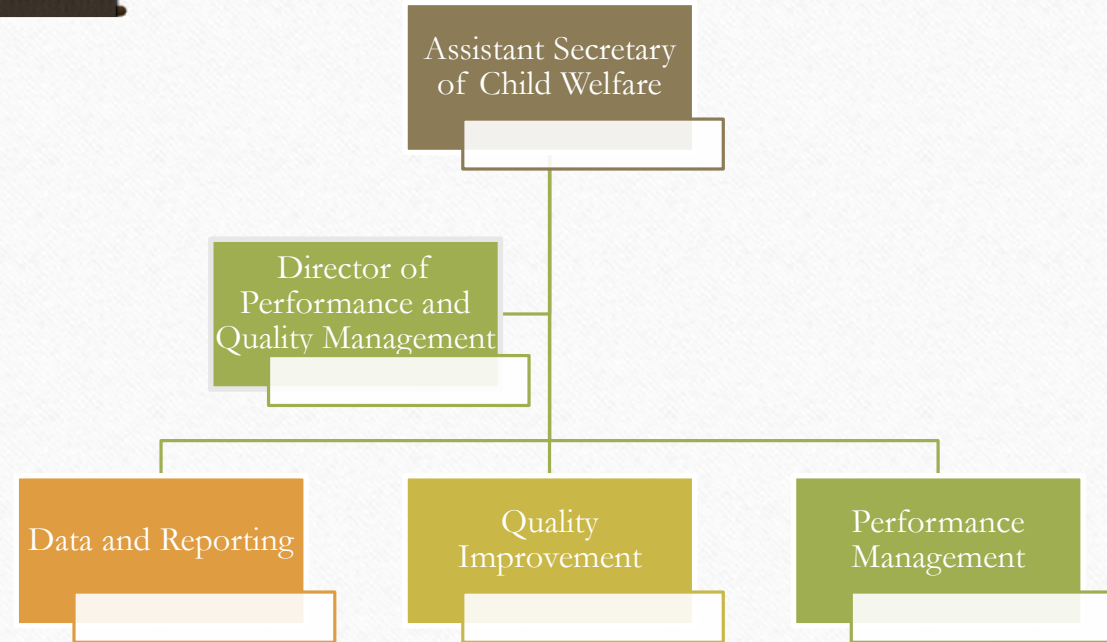 Assistant Secretary
of Child Welfare
Director of
Performance and
Quality Management
Data and Reporting
Quality
Improvement
Performance
Management